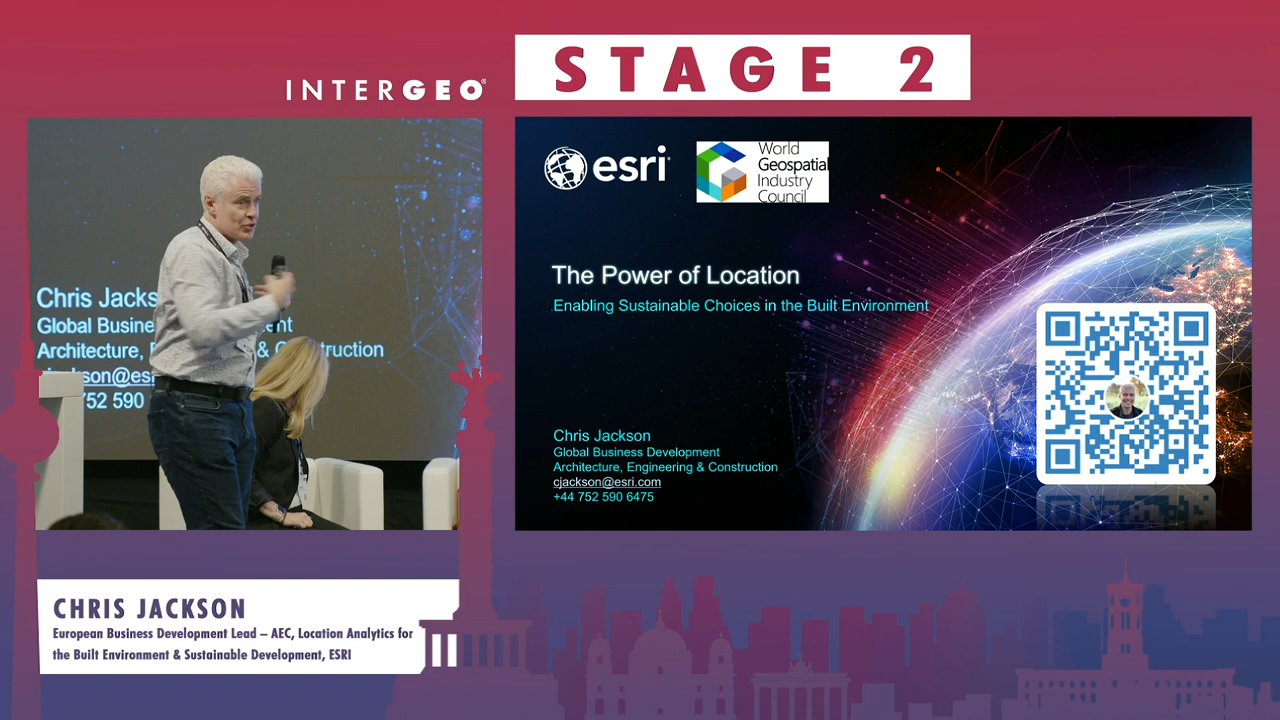 INTERGEO®
STAGE 2
Chris Jacks
Global Busine ent
Architecture, & C truction
752 590
esri
World
Geospatial
Industry
Council
The Power of Location
Enabling Sustainable Choices in the Built Environment
Chris Jackson
Global Business Development
Architecture, Engineering & Construction
cjackson@esri.com
+44 752 590 6475
CHRIS JACKSON
European Business Development Lead – AEC, Location Analytics for
the Built Environment & Sustainable Development, ESRI